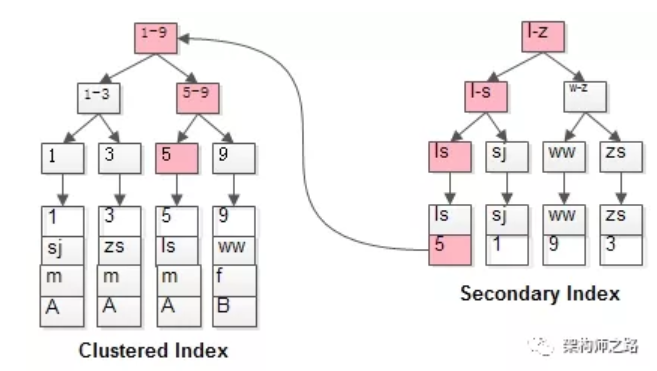 1-9
1-3
5-9
1
3
5
9
1
sj
m
A
3
zs
m
A
5
ls
m
A
9
ww
f
B
Clustered Index
l-z
l-s
w-z
ls
sj
ww
zs
ls
5
sj
1
ww
9
zs
3
Secondary Index
架构师之路